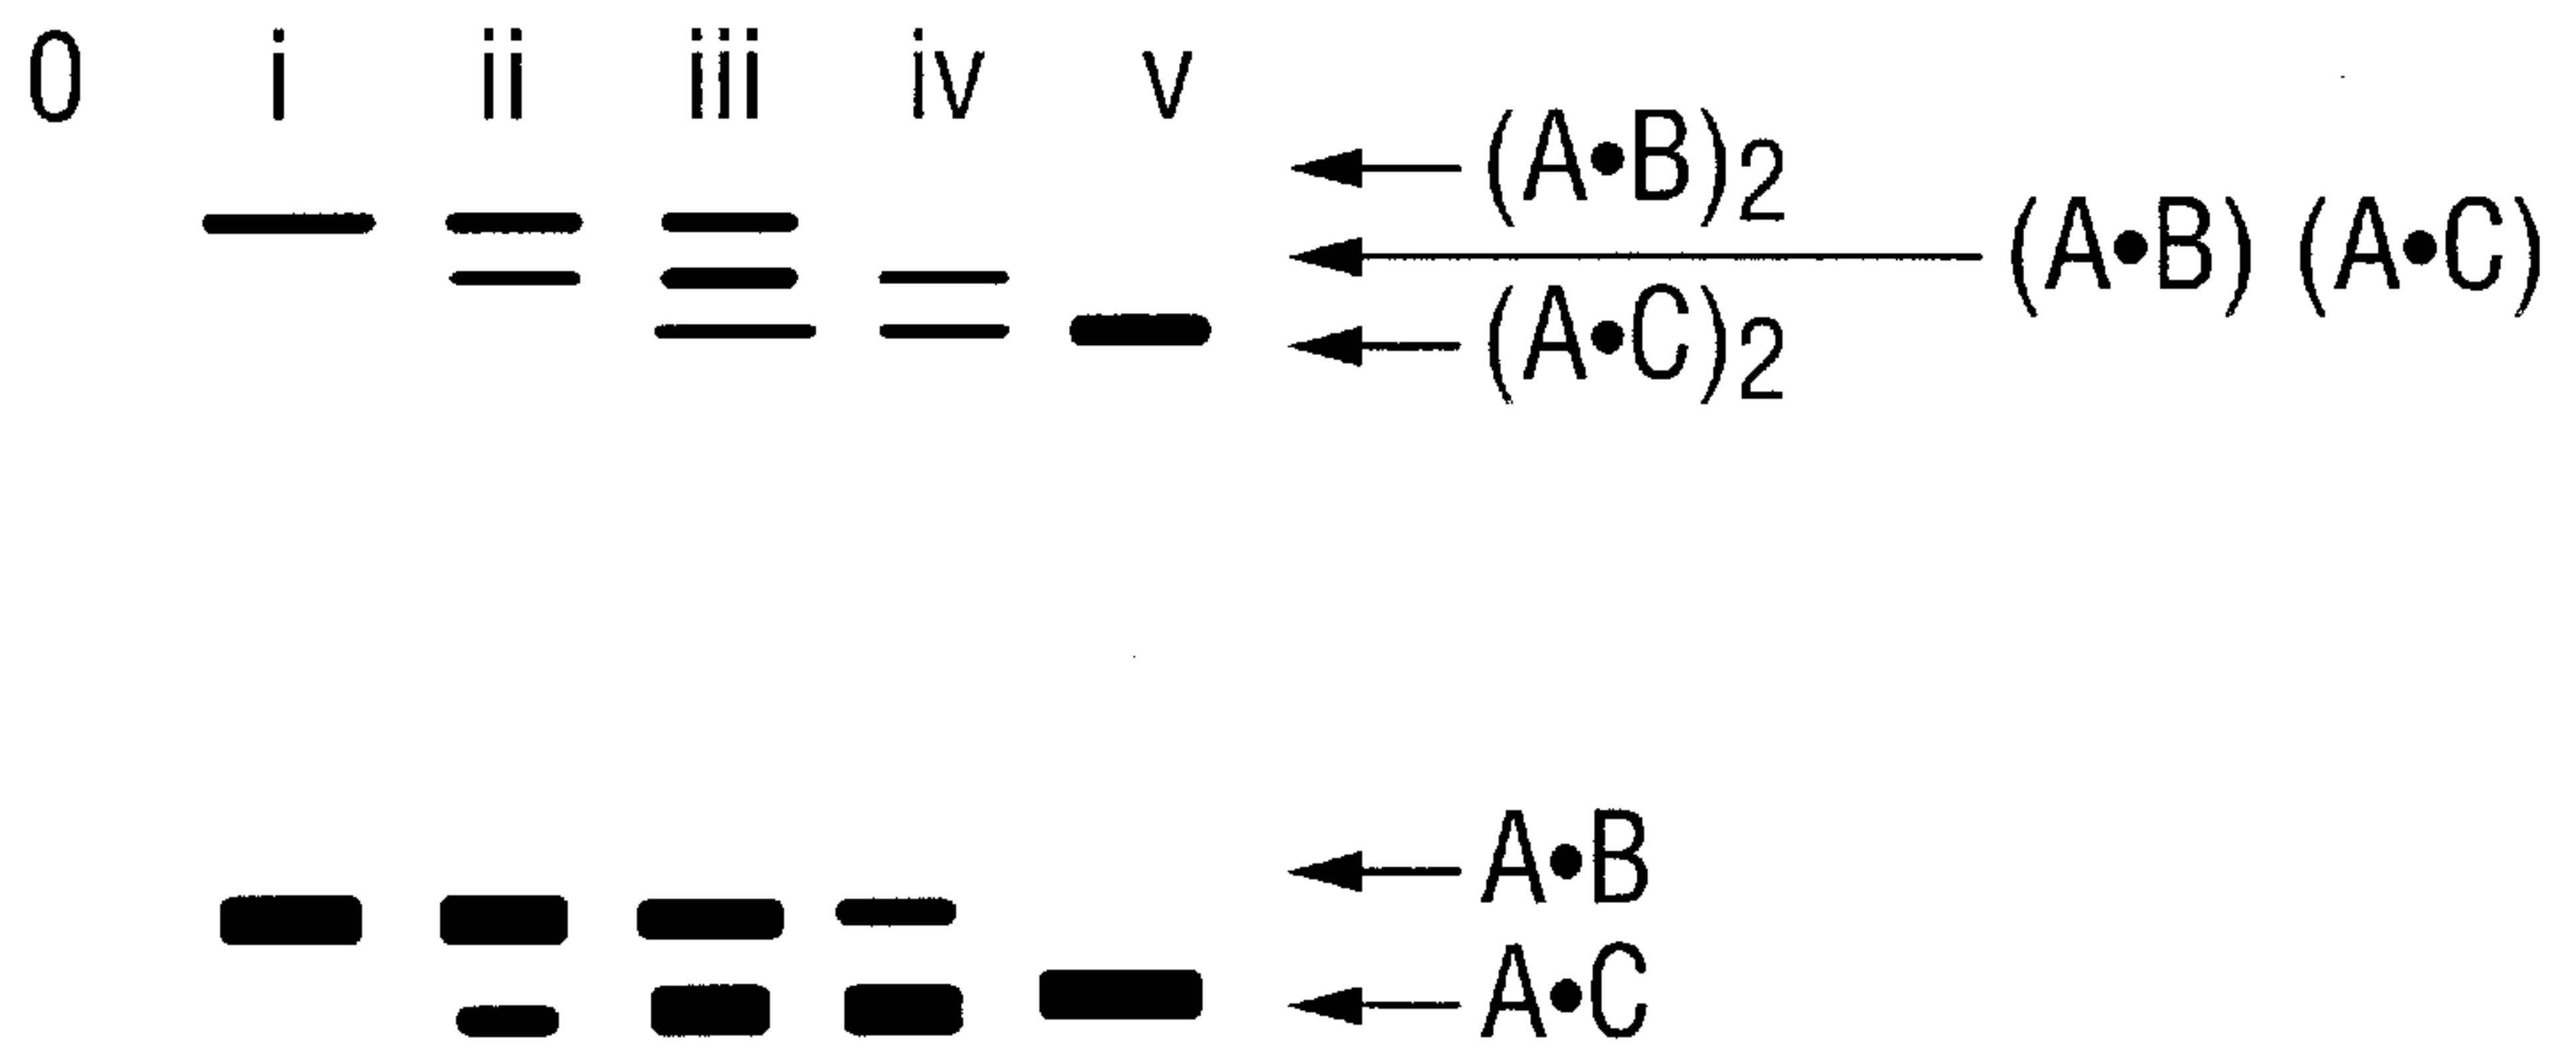 0 i ii iii iv v
(A•B)2
(A•B) (A•C)
(A•C)2
A•B
A•C